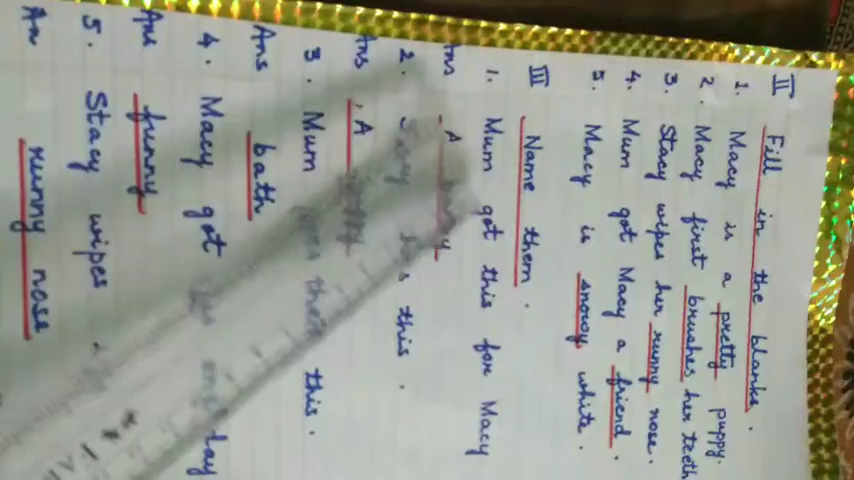 II Fill in the blanks.
1. Macy is a pretty puppy.
2. Macy first brushes her teeth
3. Stacy wipes her runny nose.
4. Mum got Macy a friend.
5. Macy is snowy white.
III Name them.
1. Mum got this for Macy
Ans A
2. this.
Ans A
3. Mum this.
Ans bath
4. Macy got day
Ans funny
5. Stacy wipes
An runny nose